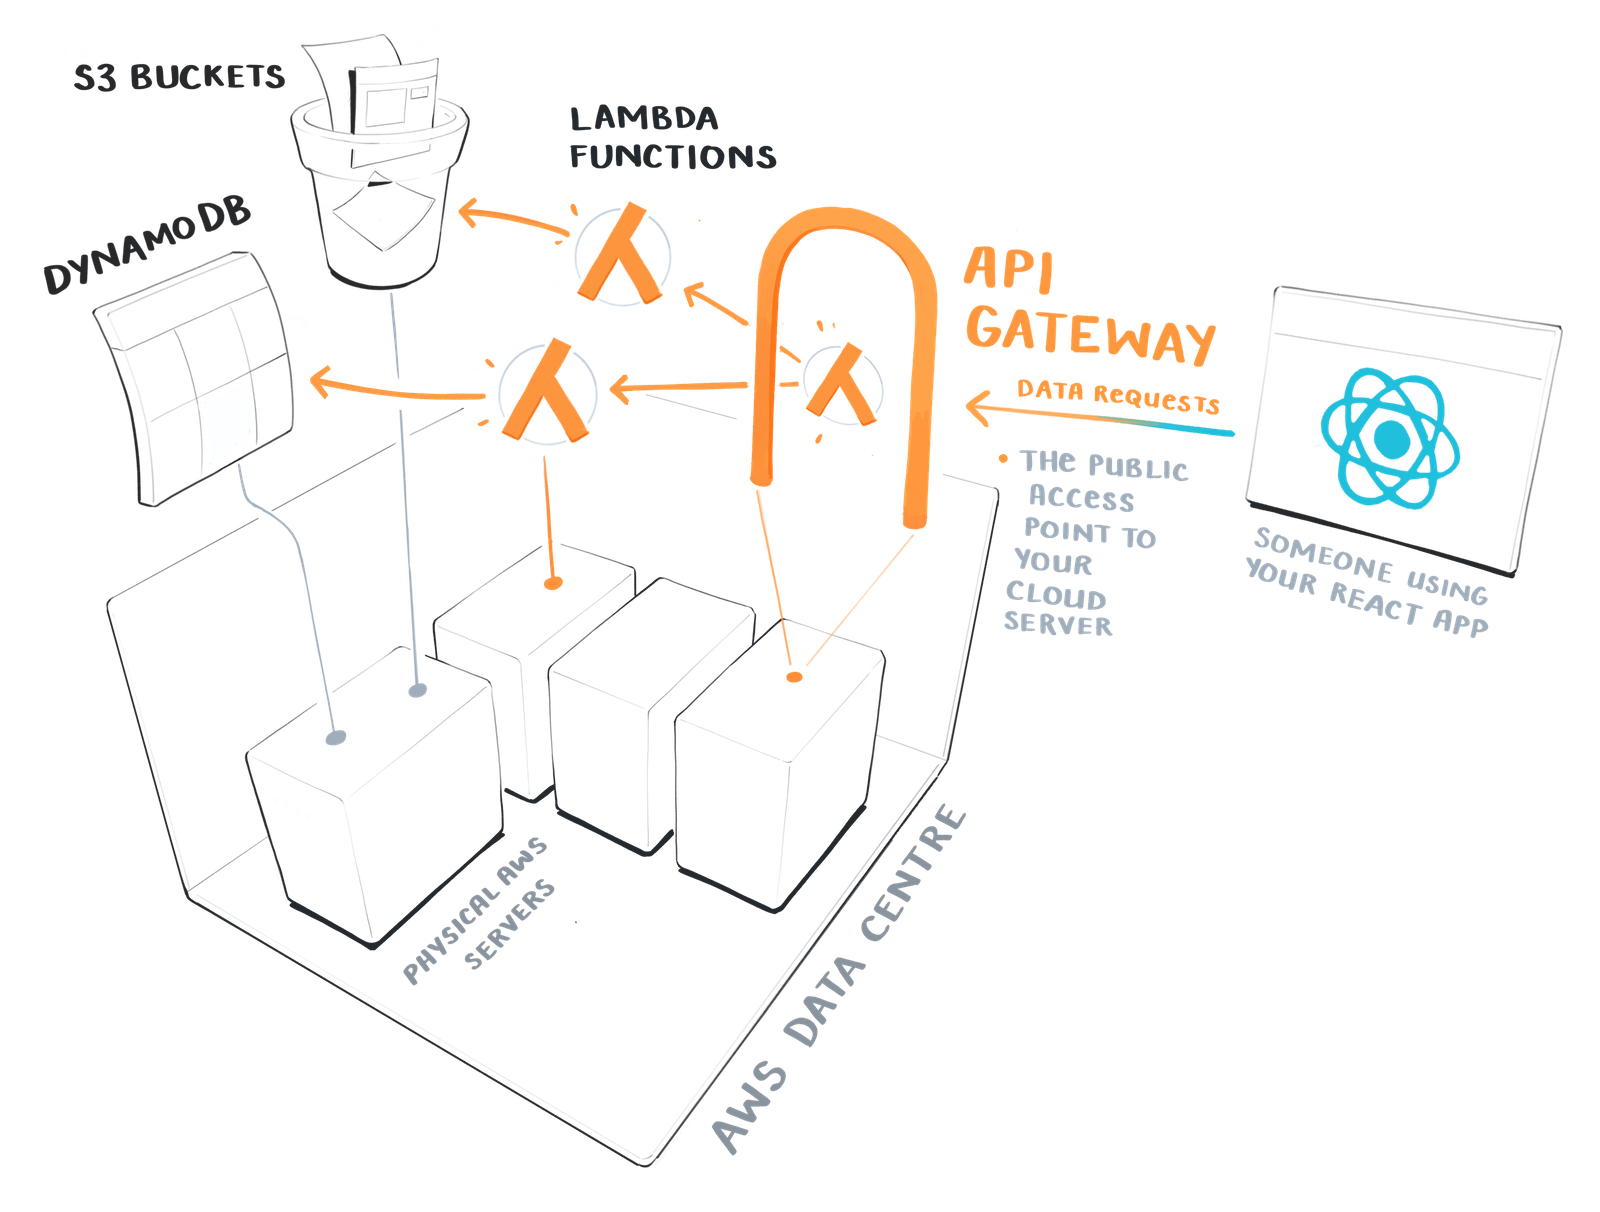 S3 BUCKETS
LAMBDA
FUNCTIONS
DYNAMODB
API
GATEWAY
DATA REQUESTS
• THE PUBLIC
ACCESS
POINT TO
YOUR
CLOUD
SERVER
SOMEONE USING
YOUR REACT APP
PHYSICAL AWS
SERVERS
AWS DATA CENTRE